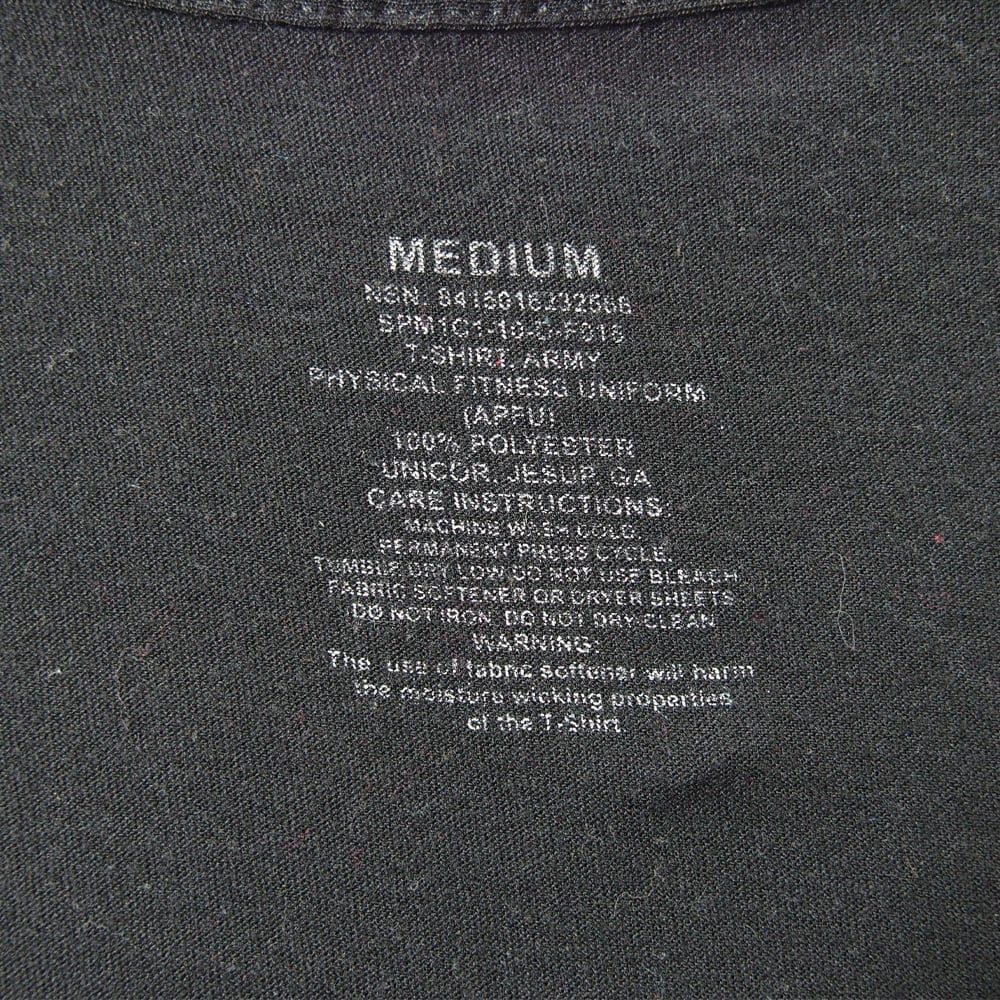 MEDIUM
NSN: 8415016232568
SPM1C1-10-C-F016
T-SHIRT, ARMY
PHYSICAL FITNESS UNIFORM
(APFU)
100% POLYESTER
UNICOR, JESUP, GA
CARE INSTRUCTIONS:
MACHINE WASH COLD
PERMANENT PRESS CYCLE.
TUMBLE DRY LOW DO NOT USE BLEACH
FABRIC SOFTENER OR DRYER SHEETS
DO NOT IRON. DO NOT DRY-CLEAN
WARNING:
The use of fabric softener will harm
the moisture wicking properties
of the T-Shirt.